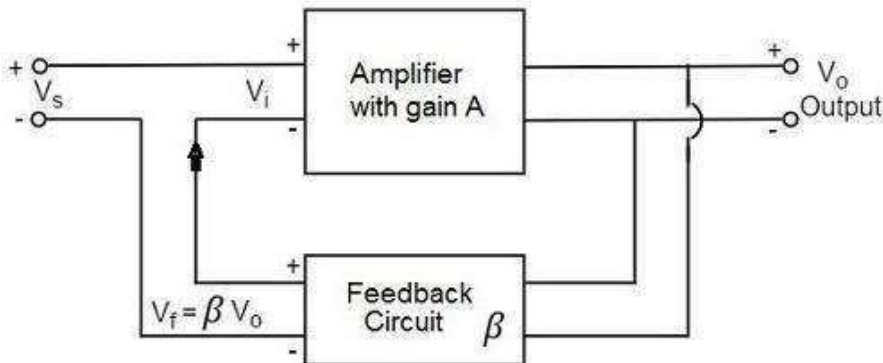 +
+
+
Vs
Vi
Amplifier
with gain A
Vo
-
-
-
Output
+
Feedback
Circuit
β
Vf = β Vo
-